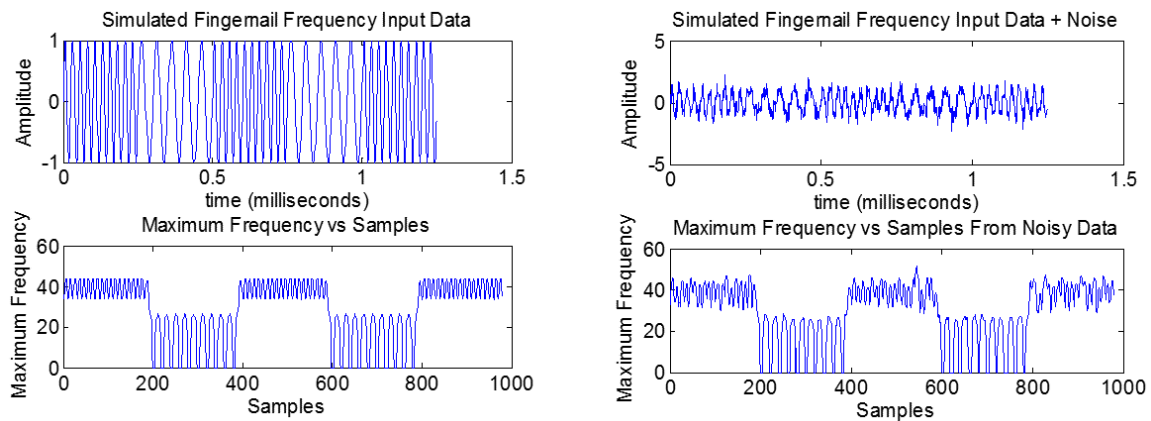 Simulated Fingernail Frequency Input Data
1
0
-1
Amplitude
0 0.5 1 1.5
time (milliseconds)
Maximum Frequency vs Samples
60
40
20
0
Maximum Frequency
0 200 400 600 800 1000
Samples
Simulated Fingernail Frequency Input Data + Noise
5
0
-5
Amplitude
0 0.5 1 1.5
time (milliseconds)
Maximum Frequency vs Samples From Noisy Data
60
40
20
0
Maximum Frequency
0 200 400 600 800 1000
Samples